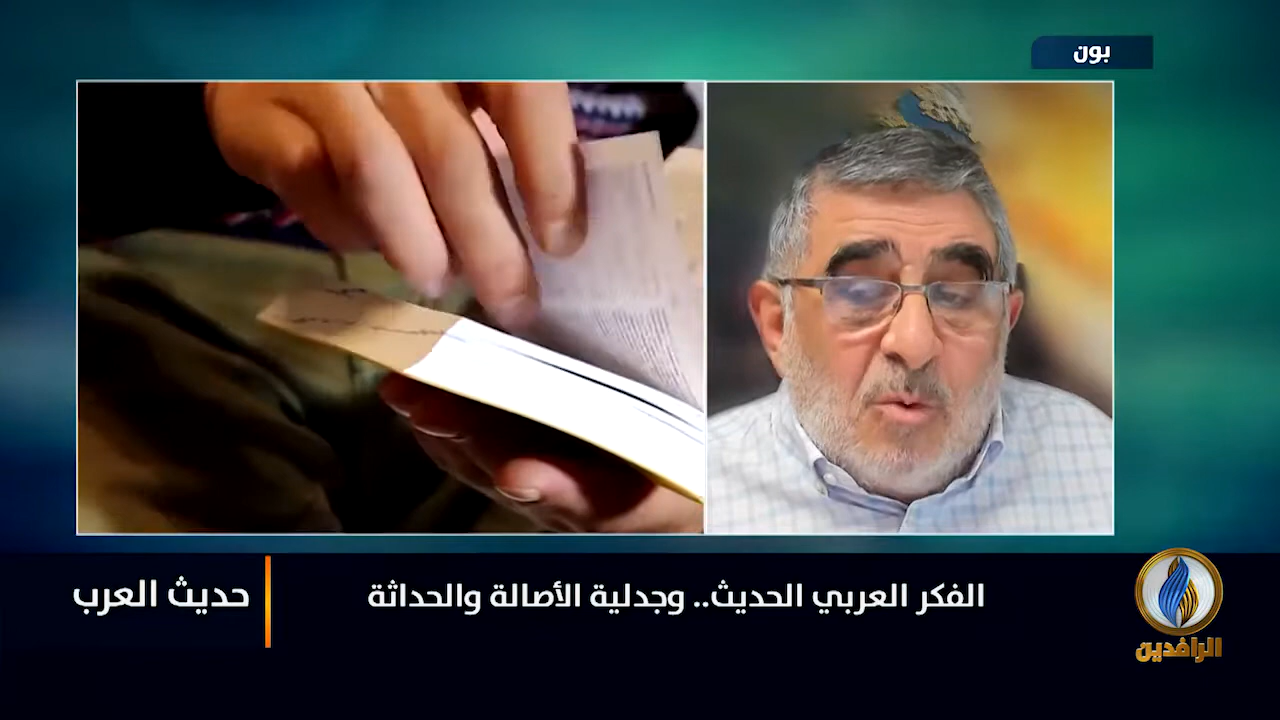 بون
الفكر العربي الحديث.. وجدلية الأصالة والحداثة
حديث العرب
الرافدين